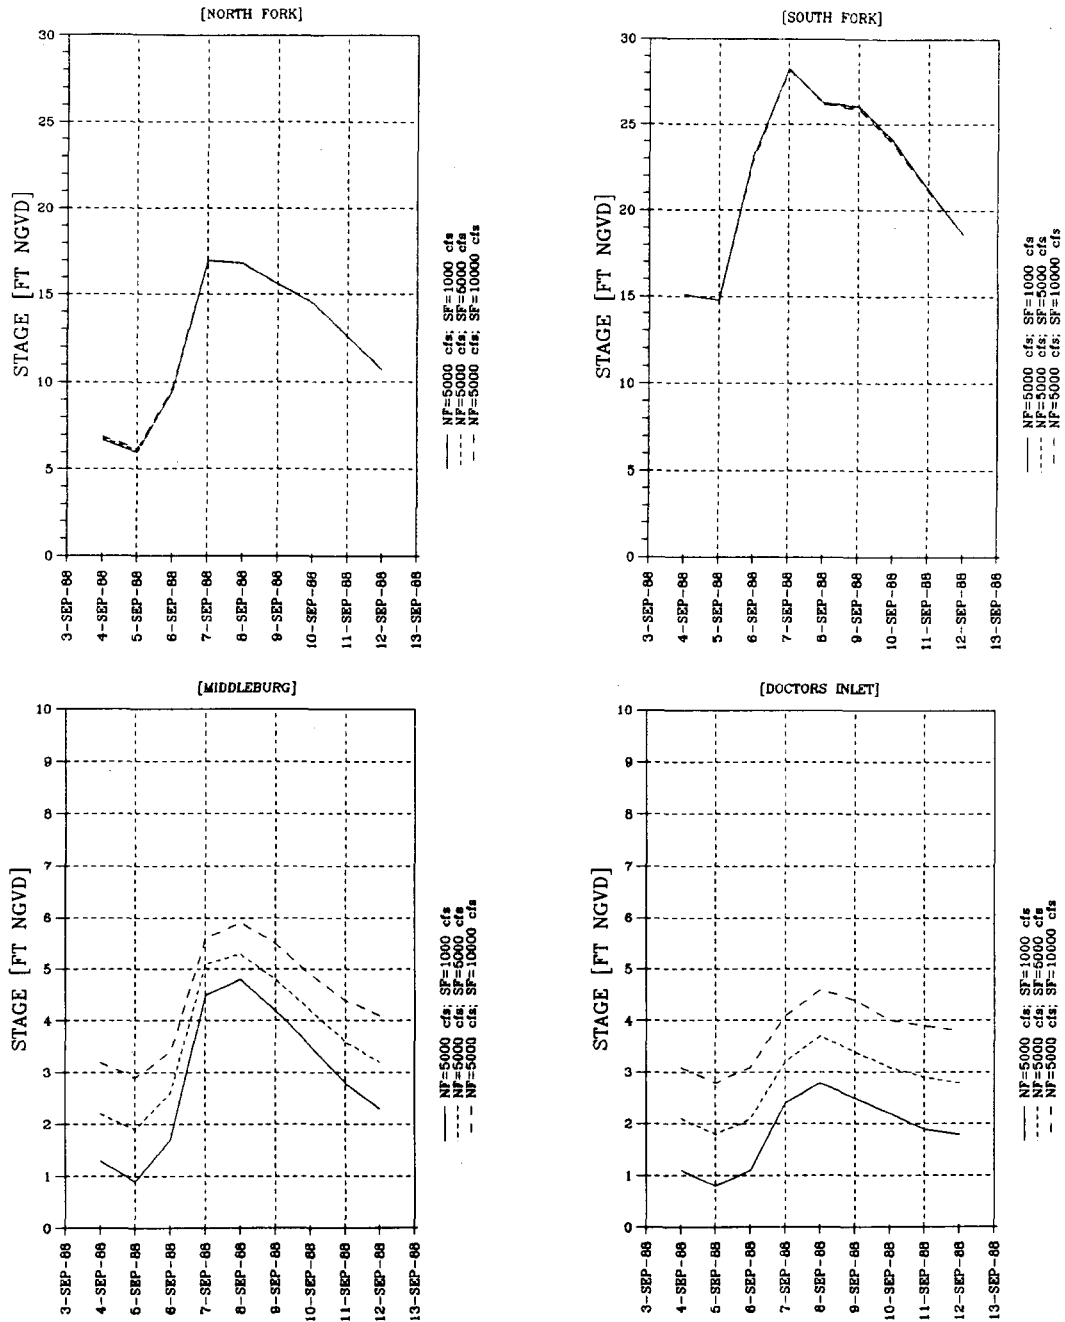 [NORTH FORK]
STAGE [FT NGVD]
30
25
20
15
10
5
0
3-SEP-88
4-SEP-88
5-SEP-88
6-SEP-88
7-SEP-88
8-SEP-88
9-SEP-88
10-SEP-88
11-SEP-88
12-SEP-88
13-SEP-88
NF=5000 cfs; SF=1000 cfs
NF=5000 cfs; SF=5000 cfs
NF=5000 cfs; SF=10000 cfs
[SOUTH FORK]
STAGE [FT NGVD]
30
25
20
15
10
5
0
3-SEP-88
4-SEP-88
5-SEP-88
6-SEP-88
7-SEP-88
8-SEP-88
9-SEP-88
10-SEP-88
11-SEP-88
12-SEP-88
13-SEP-88
NF=5000 cfs; SF=1000 cfs
NF=5000 cfs; SF=5000 cfs
NF=5000 cfs; SF=10000 cfs
[MIDDLEBURG]
STAGE [FT NGVD]
10
9
8
7
6
5
4
3
2
1
0
3-SEP-88
4-SEP-88
5-SEP-88
6-SEP-88
7-SEP-88
8-SEP-88
9-SEP-88
10-SEP-88
11-SEP-88
12-SEP-88
13-SEP-88
NF=5000 cfs; SF=1000 cfs
NF=5000 cfs; SF=5000 cfs
NF=5000 cfs; SF=10000 cfs
[DOCTORS INLET]
STAGE [FT NGVD]
10
9
8
7
6
5
4
3
2
1
0
3-SEP-88
4-SEP-88
5-SEP-88
6-SEP-88
7-SEP-88
8-SEP-88
9-SEP-88
10-SEP-88
11-SEP-88
12-SEP-88
13-SEP-88
NF=5000 cfs; SF=1000 cfs
NF=5000 cfs; SF=5000 cfs
NF=5000 cfs; SF=10000 cfs